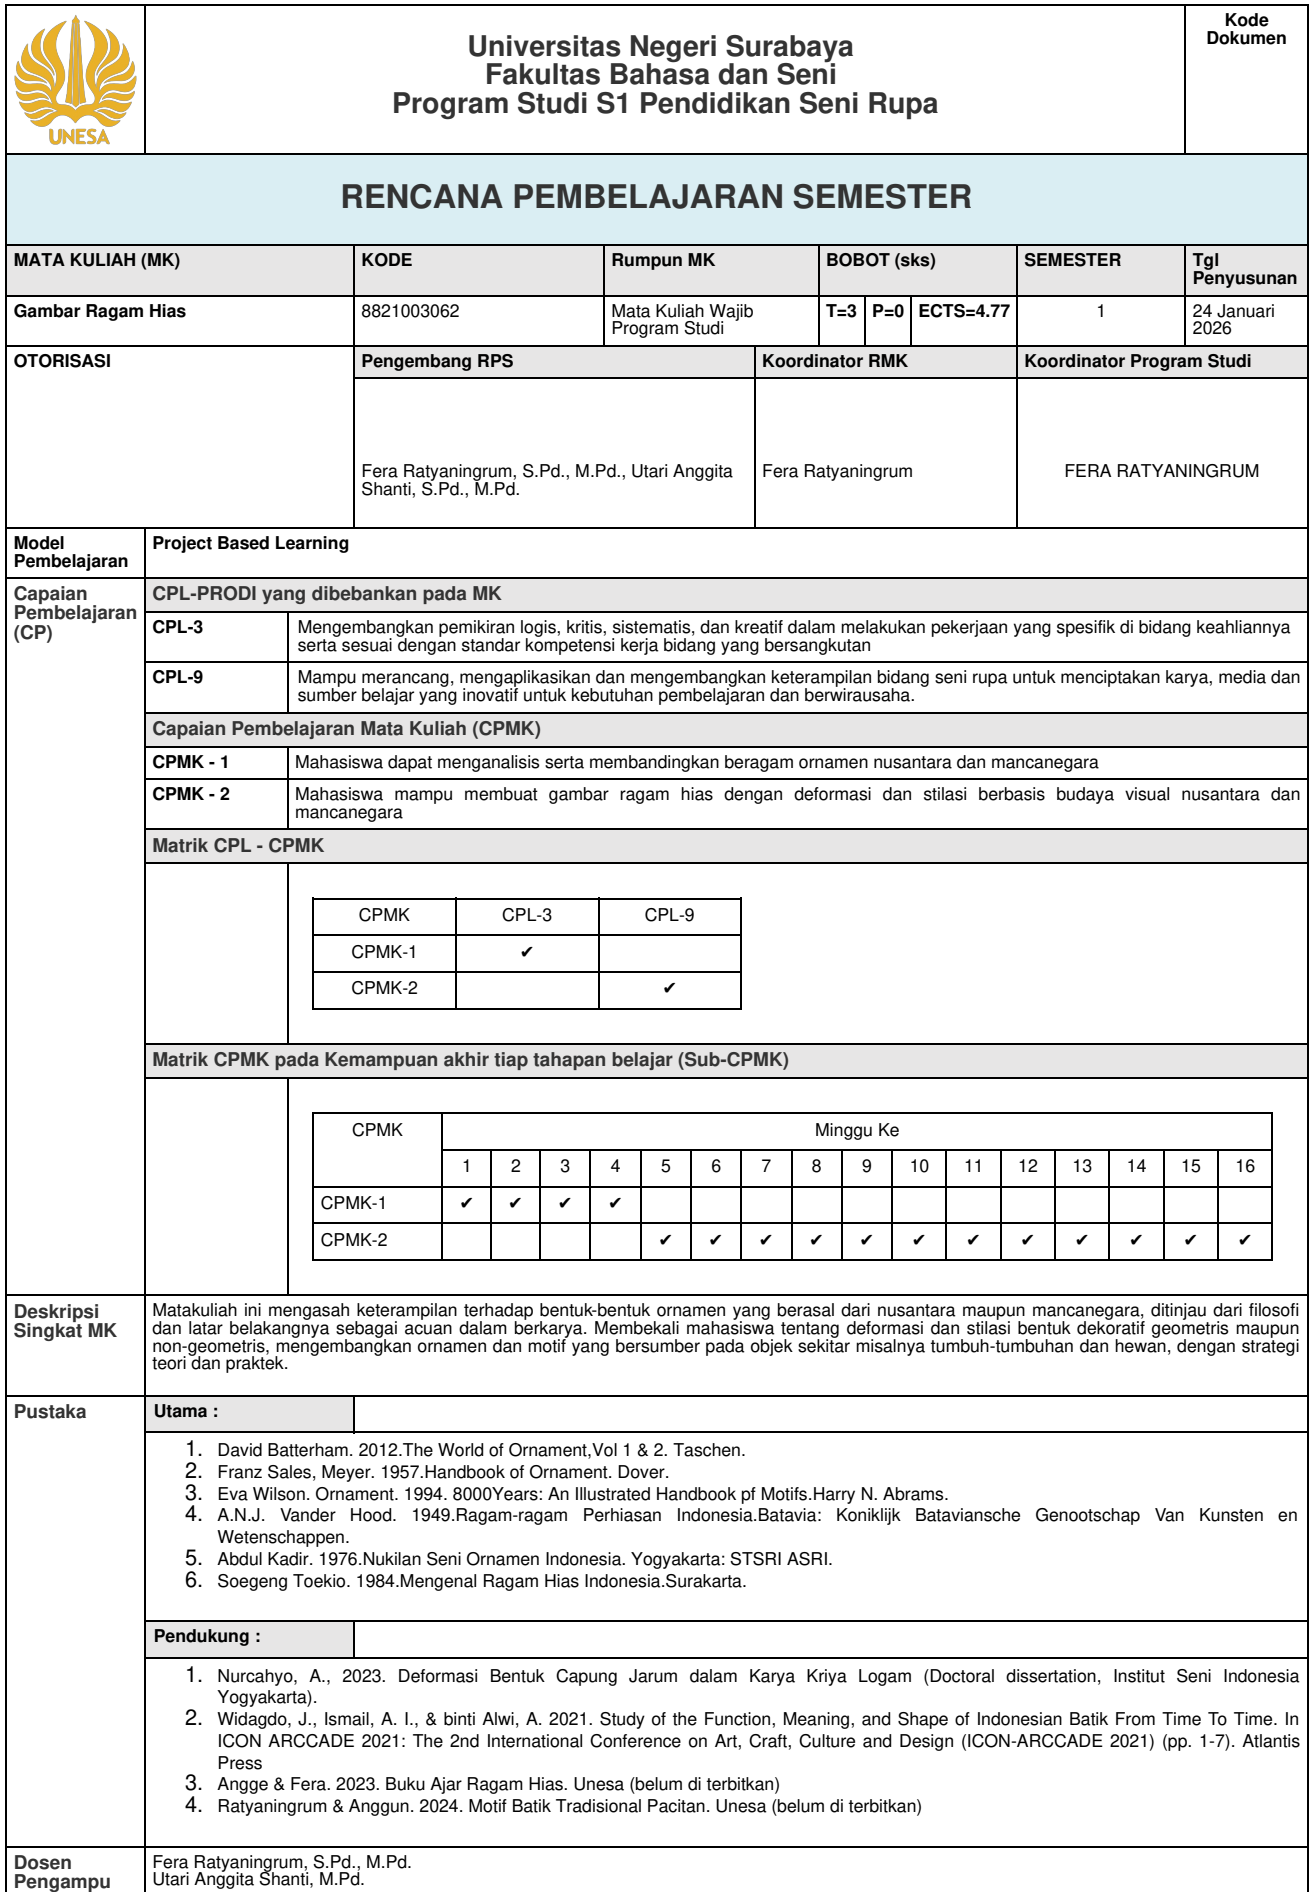 UNESA
Universitas Negeri Surabaya
Fakultas Bahasa dan Seni
Program Studi S1 Pendidikan Seni Rupa
Kode
Dokumen
RENCANA PEMBELAJARAN SEMESTER
MATA KULIAH (MK) KODE Rumpun MK BOBOT (sks) SEMESTER Tgl
Penyusunan
Gambar Ragam Hias 8821003062 Mata Kuliah Wajib
Program Studi T=3 P=0 ECTS=4.77 1 24 Januari
2026
OTORISASI Pengembang RPS Koordinator RMK Koordinator Program Studi
Fera Ratyaningrum, S.Pd., M.Pd., Utari Anggita
Shanti, S.Pd., M.Pd.
Fera Ratyaningrum
FERA RATYANINGRUM
Model
Pembelajaran
Project Based Learning
Capaian
Pembelajaran
(CP)
CPL-PRODI yang dibebankan pada MK
CPL-3 Mengembangkan pemikiran logis, kritis, sistematis, dan kreatif dalam melakukan pekerjaan yang spesifik di bidang keahliannya
serta sesuai dengan standar kompetensi kerja bidang yang bersangkutan
CPL-9 Mampu merancang, mengaplikasikan dan mengembangkan keterampilan bidang seni rupa untuk menciptakan karya, media dan
sumber belajar yang inovatif untuk kebutuhan pembelajaran dan berwirausaha.
Capaian Pembelajaran Mata Kuliah (CPMK)
CPMK - 1 Mahasiswa dapat menganalisis serta membandingkan beragam ornamen nusantara dan mancanegara
CPMK - 2 Mahasiswa mampu membuat gambar ragam hias dengan deformasi dan stilasi berbasis budaya visual nusantara dan
mancanegara
Matrik CPL - CPMK
CPMK CPL-3 CPL-9
CPMK-1 ✔
CPMK-2 ✔
Matrik CPMK pada Kemampuan akhir tiap tahapan belajar (Sub-CPMK)
CPMK Minggu Ke
1 2 3 4 5 6 7 8 9 10 11 12 13 14 15 16
CPMK-1 ✔ ✔ ✔ ✔
CPMK-2 ✔ ✔ ✔ ✔ ✔ ✔ ✔ ✔ ✔ ✔ ✔ ✔
Deskripsi
Singkat MK
Matakuliah ini mengasah keterampilan terhadap bentuk-bentuk ornamen yang berasal dari nusantara maupun mancanegara, ditinjau dari filosofi
dan latar belakangnya sebagai acuan dalam berkarya. Membekali mahasiswa tentang deformasi dan stilasi bentuk dekoratif geometris maupun
non-geometris, mengembangkan ornamen dan motif yang bersumber pada objek sekitar misalnya tumbuh-tumbuhan dan hewan, dengan strategi
teori dan praktek.
Pustaka
Utama :
1. David Batterham. 2012.The World of Ornament,Vol 1 & 2. Taschen.
2. Franz Sales, Meyer. 1957.Handbook of Ornament. Dover.
3. Eva Wilson. Ornament. 1994. 8000Years: An Illustrated Handbook pf Motifs.Harry N. Abrams.
4. A.N.J. Vander Hood. 1949.Ragam-ragam Perhiasan Indonesia.Batavia: Koniklijk Bataviansche Genootschap Van Kunsten en
Wetenschappen.
5. Abdul Kadir. 1976.Nukilan Seni Ornamen Indonesia. Yogyakarta: STSRI ASRI.
6. Soegeng Toekio. 1984.Mengenal Ragam Hias Indonesia.Surakarta.
Pendukung :
1. Nurcahyo, A., 2023. Deformasi Bentuk Capung Jarum dalam Karya Kriya Logam (Doctoral dissertation, Institut Seni Indonesia
Yogyakarta).
2. Widagdo, J., Ismail, A. I., & binti Alwi, A. 2021. Study of the Function, Meaning, and Shape of Indonesian Batik From Time To Time. In
ICON ARCCADE 2021: The 2nd International Conference on Art, Craft, Culture and Design (ICON-ARCCADE 2021) (pp. 1-7). Atlantis
Press
3. Angge & Fera. 2023. Buku Ajar Ragam Hias. Unesa (belum di terbitkan)
4. Ratyaningrum & Anggun. 2024. Motif Batik Tradisional Pacitan. Unesa (belum di terbitkan)
Dosen
Pengampu
Fera Ratyaningrum, S.Pd., M.Pd.
Utari Anggita Shanti, M.Pd.